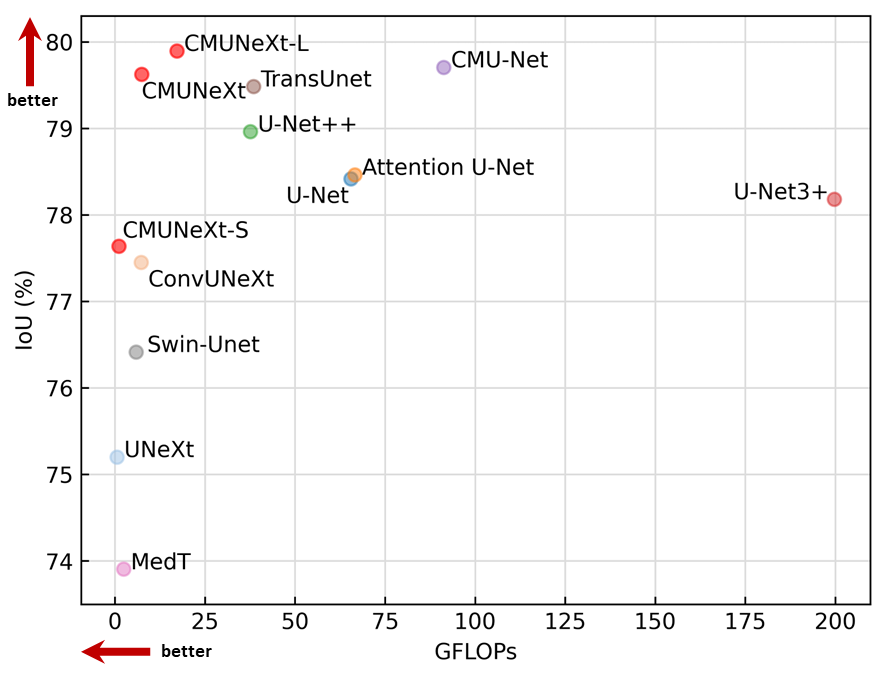 80
CMUNeXt-L
CMU-Net
better
CMUNeXt
TransUnet
79
U-Net++
Attention U-Net
U-Net
U-Net3+
78
CMUNeXt-S
ConvUNeXt
77
IoU (%)
Swin-Unet
76
UNeXt
75
MedT
74
0 25 50 75 100 125 150 175 200
better
GFLOPs